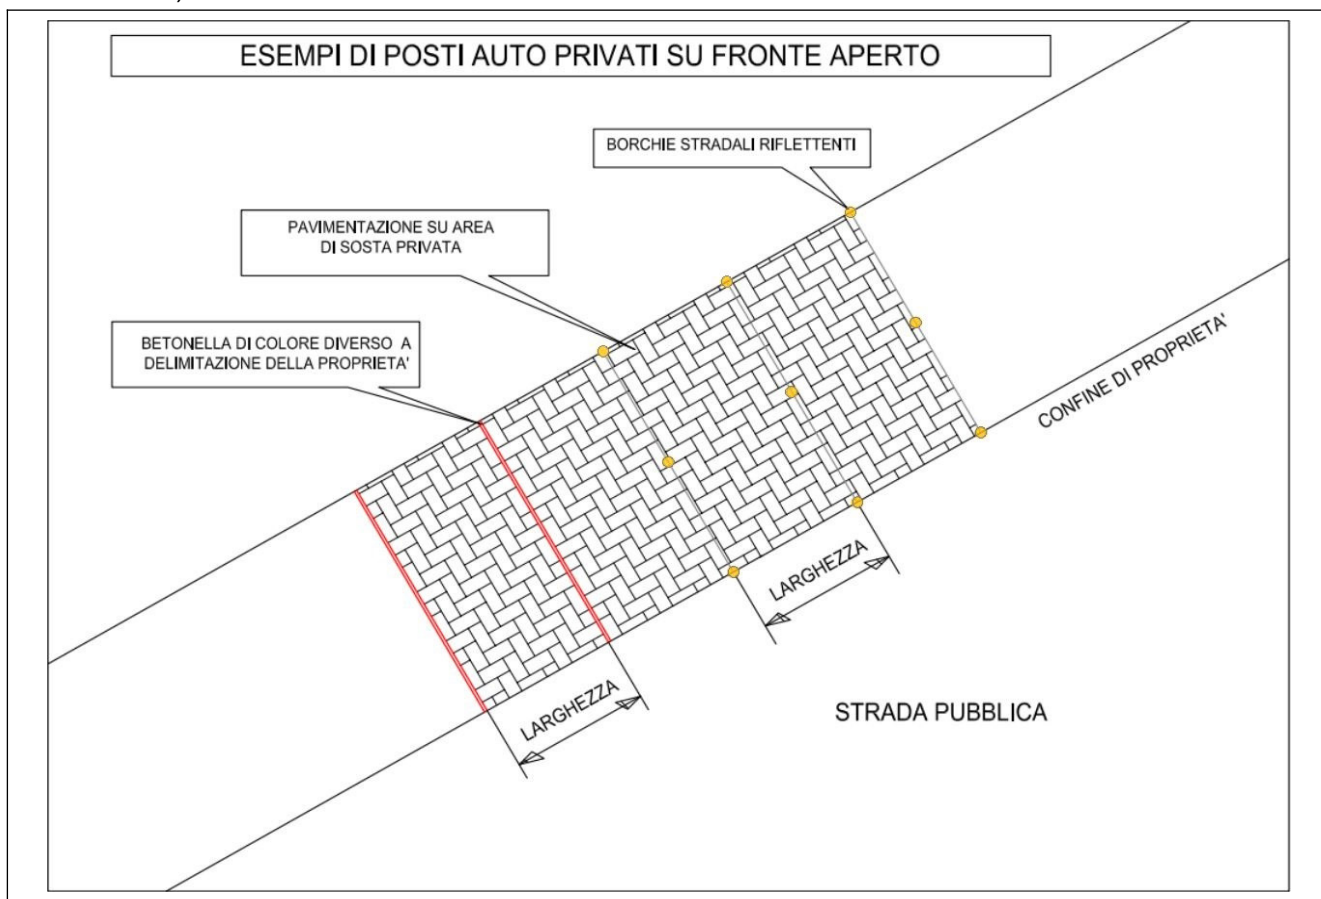 ESEMPI DI POSTI AUTO PRIVATI SU FRONTE APERTO
BORCHIE STRADALI RIFLETTENTI
PAVIMENTAZIONE SU AREA
DI SOSTA PRIVATA
BETONELLA DI COLORE DIVERSO A
DELIMITAZIONE DELLA PROPRIETA'
CONFINE DI PROPRIETA'
LARGHEZZA
LARGHEZZA
STRADA PUBBLICA